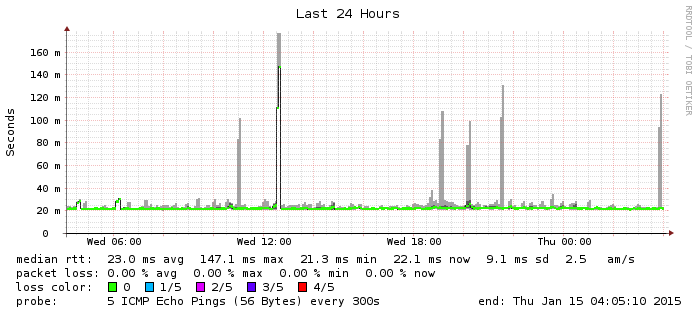 Last 24 Hours
RRDTOOL / TOBI OETIKER
Seconds
160 m
140 m
120 m
100 m
80 m
60 m
40 m
20 m
0
Wed 06:00 Wed 12:00 Wed 18:00 Thu 00:00
median rtt: 23.0 ms avg 147.1 ms max 21.3 ms min 22.1 ms now 9.1 ms sd 2.5 am/s
packet loss: 0.00 % avg 0.00 % max 0.00 % min 0.00 % now
loss color: 0 1/5 2/5 3/5 4/5
probe: 5 ICMP Echo Pings (56 Bytes) every 300s end: Thu Jan 15 04:05:10 2015